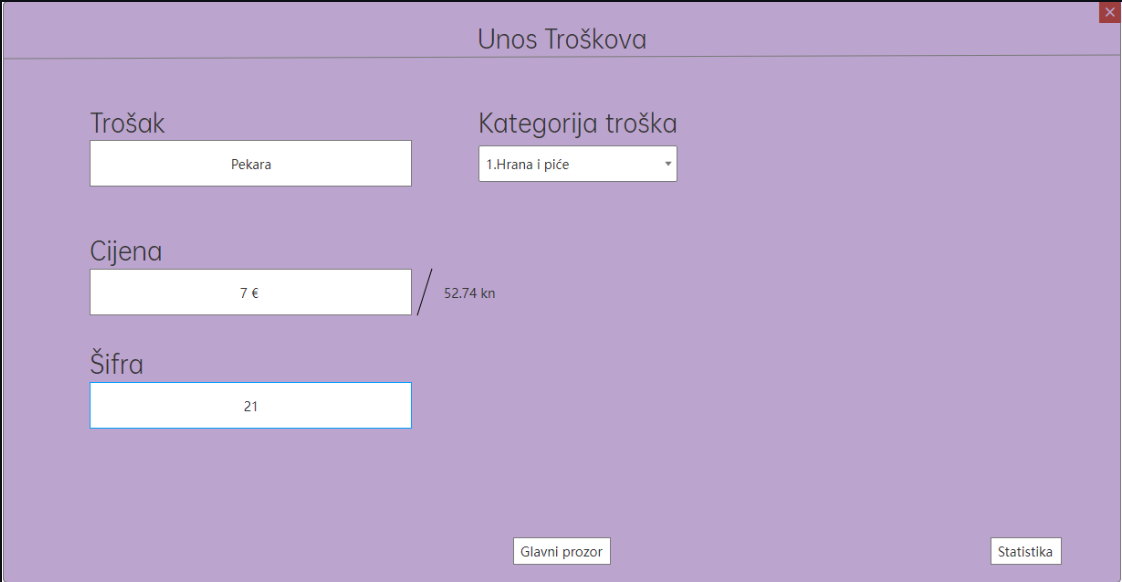 Unos Troškova
Trošak
Kategorija troška
Pekara
1.Hrana i piće
Cijena
7 €
52.74 kn
Šifra
21
Glavni prozor
Statistika